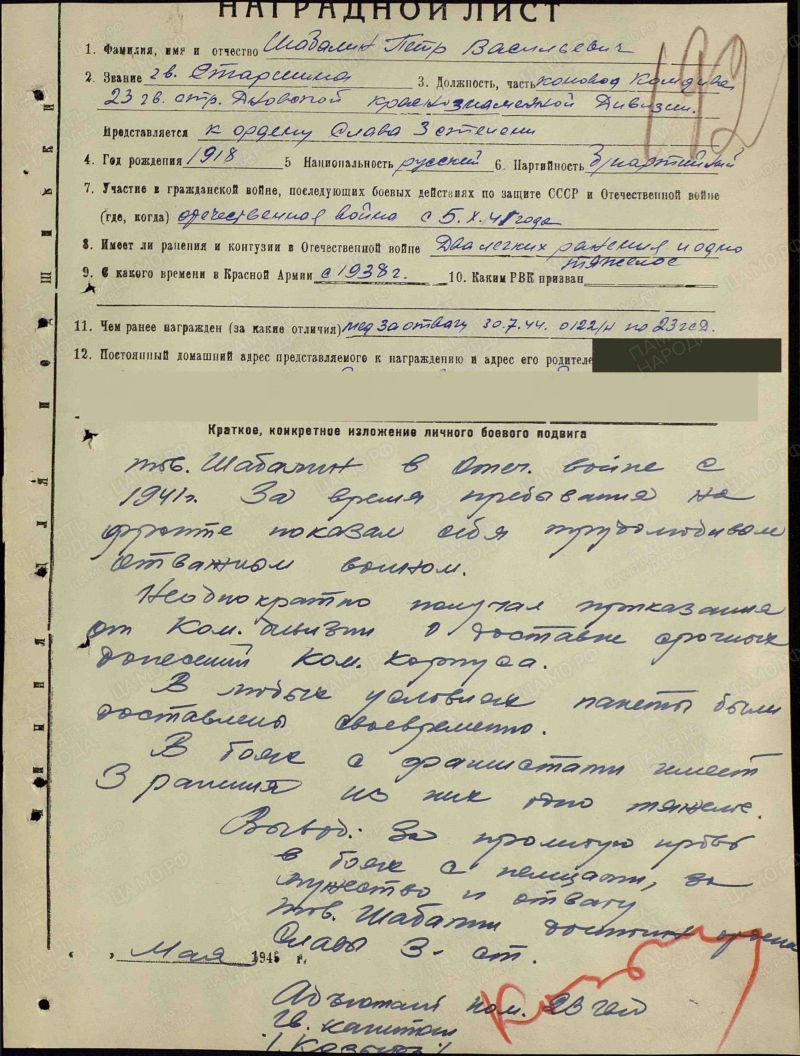 НАГРАДНОЙ ЛИСТ
192
1. Фамилия, имя и отчество Шабалин Петр Васильевич
2. Звание гв. Старшина 3. Должность, часть коновод Комдива
23 гв. стр. Дновской краснознаменной Дивизии.
Представляется к ордену Слава 3 степени
4. Год рождения 1918 5 Национальность русский 6. Партийность б/партийный
7. Участие в гражданской войне, последующих боевых действиях по защите СССР и Отечественной войне
(где, когда) отечественная война с 5.X.41 года
8. Имеет ли ранения и контузии в Отечественной войне Два легких ранения и одно
тяжелое
9. С какого времени в Красной Армии с 1938 г. 10. Каким РВК призван
11. Чем ранее награжден (за какие отличия) мед За отвагу 30.7.44. 0122/н по 23 гсд.
12. Постоянный домашний адрес представляемого к награждению и адрес его родителе
Краткое, конкретное изложение личного боевого подвига
тов. Шабалин в Отеч. войне с
1941г. За время пребывания на
фронте показал себя трудолюбивом
отважном воином.
Неоднократно получал приказания
от Ком. дивизии о доставке срочных
донесений Ком. Корпуса.
В любых условиях пакеты были
доставлены своевременно.
В боях с фашистами имеет
3 ранения из них одно тяжелое.
Вывод: За пролитую кровь
в боях с немцами, за
мужество и отвагу
тов. Шабалин достоин ордена
Славы 3- ст.
" " Мая 1945 г.
Адъютант ком. 23 гсд
гв. капитан
для подшивки